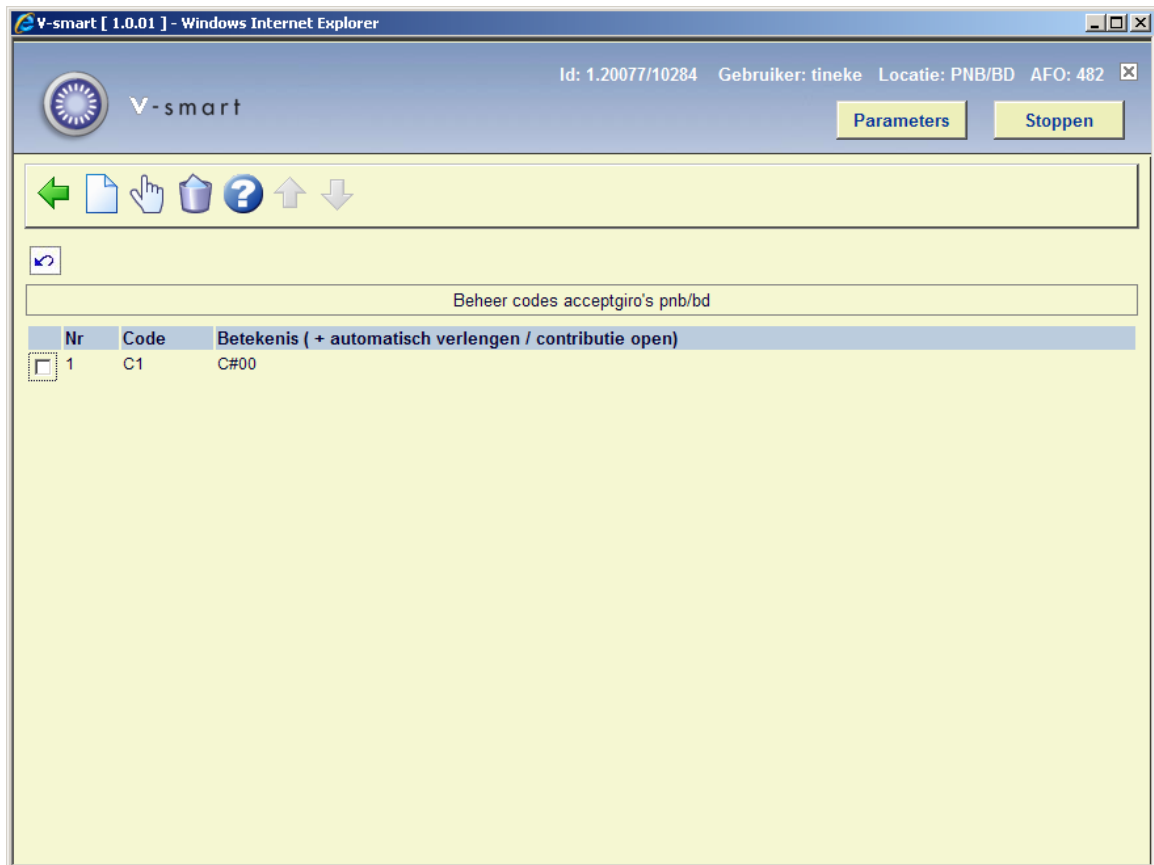 V-smart [ 1.0.01 ] - Windows Internet Explorer
Id: 1.20077/10284 Gebruiker: tineke Locatie: PNB/BD AFO: 482
V-smart
Parameters Stoppen
Beheer codes acceptgiro's pnb/bd
Nr Code Betekenis ( + automatisch verlengen / contributie open)
1 C1 C#00